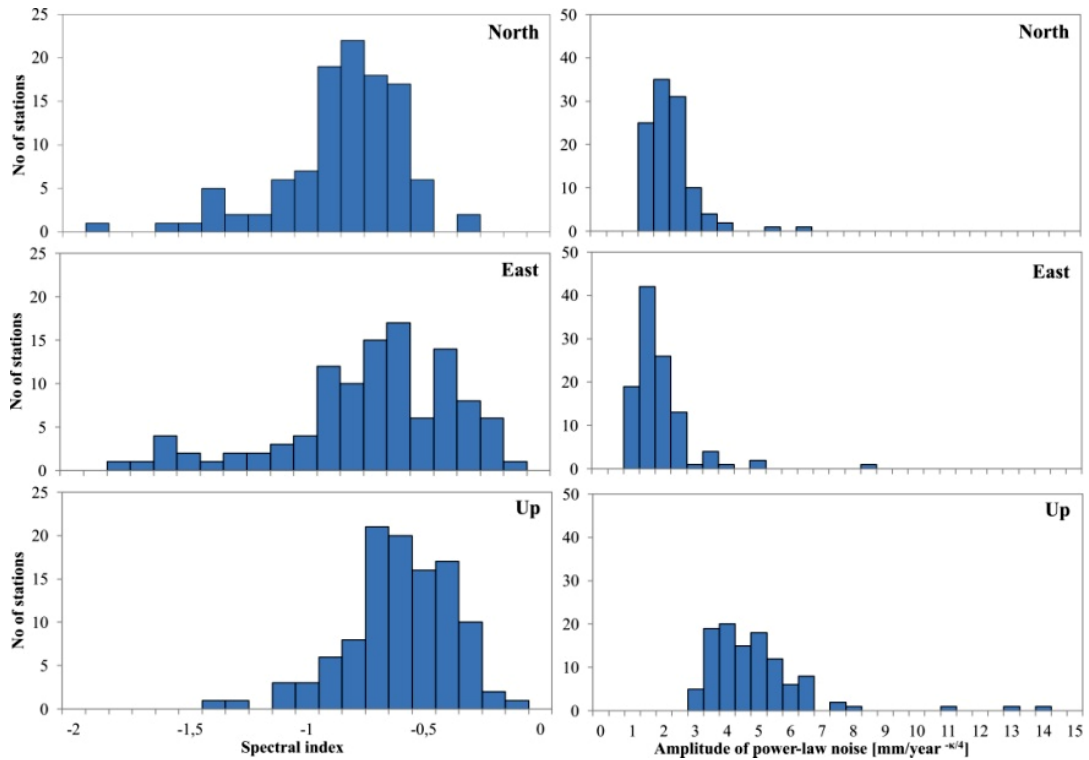 North
25
20
15
10
5
0
No of stations
North
50
40
30
20
10
0
East
25
20
15
10
5
0
No of stations
East
50
40
30
20
10
0
Up
25
20
15
10
5
0
No of stations
-2 -1,5 -1 -0,5 0
Spectral index
Up
50
40
30
20
10
0
0 1 2 3 4 5 6 7 8 9 10 11 12 13 14 15
Amplitude of power-law noise [mm/year -κ/4]